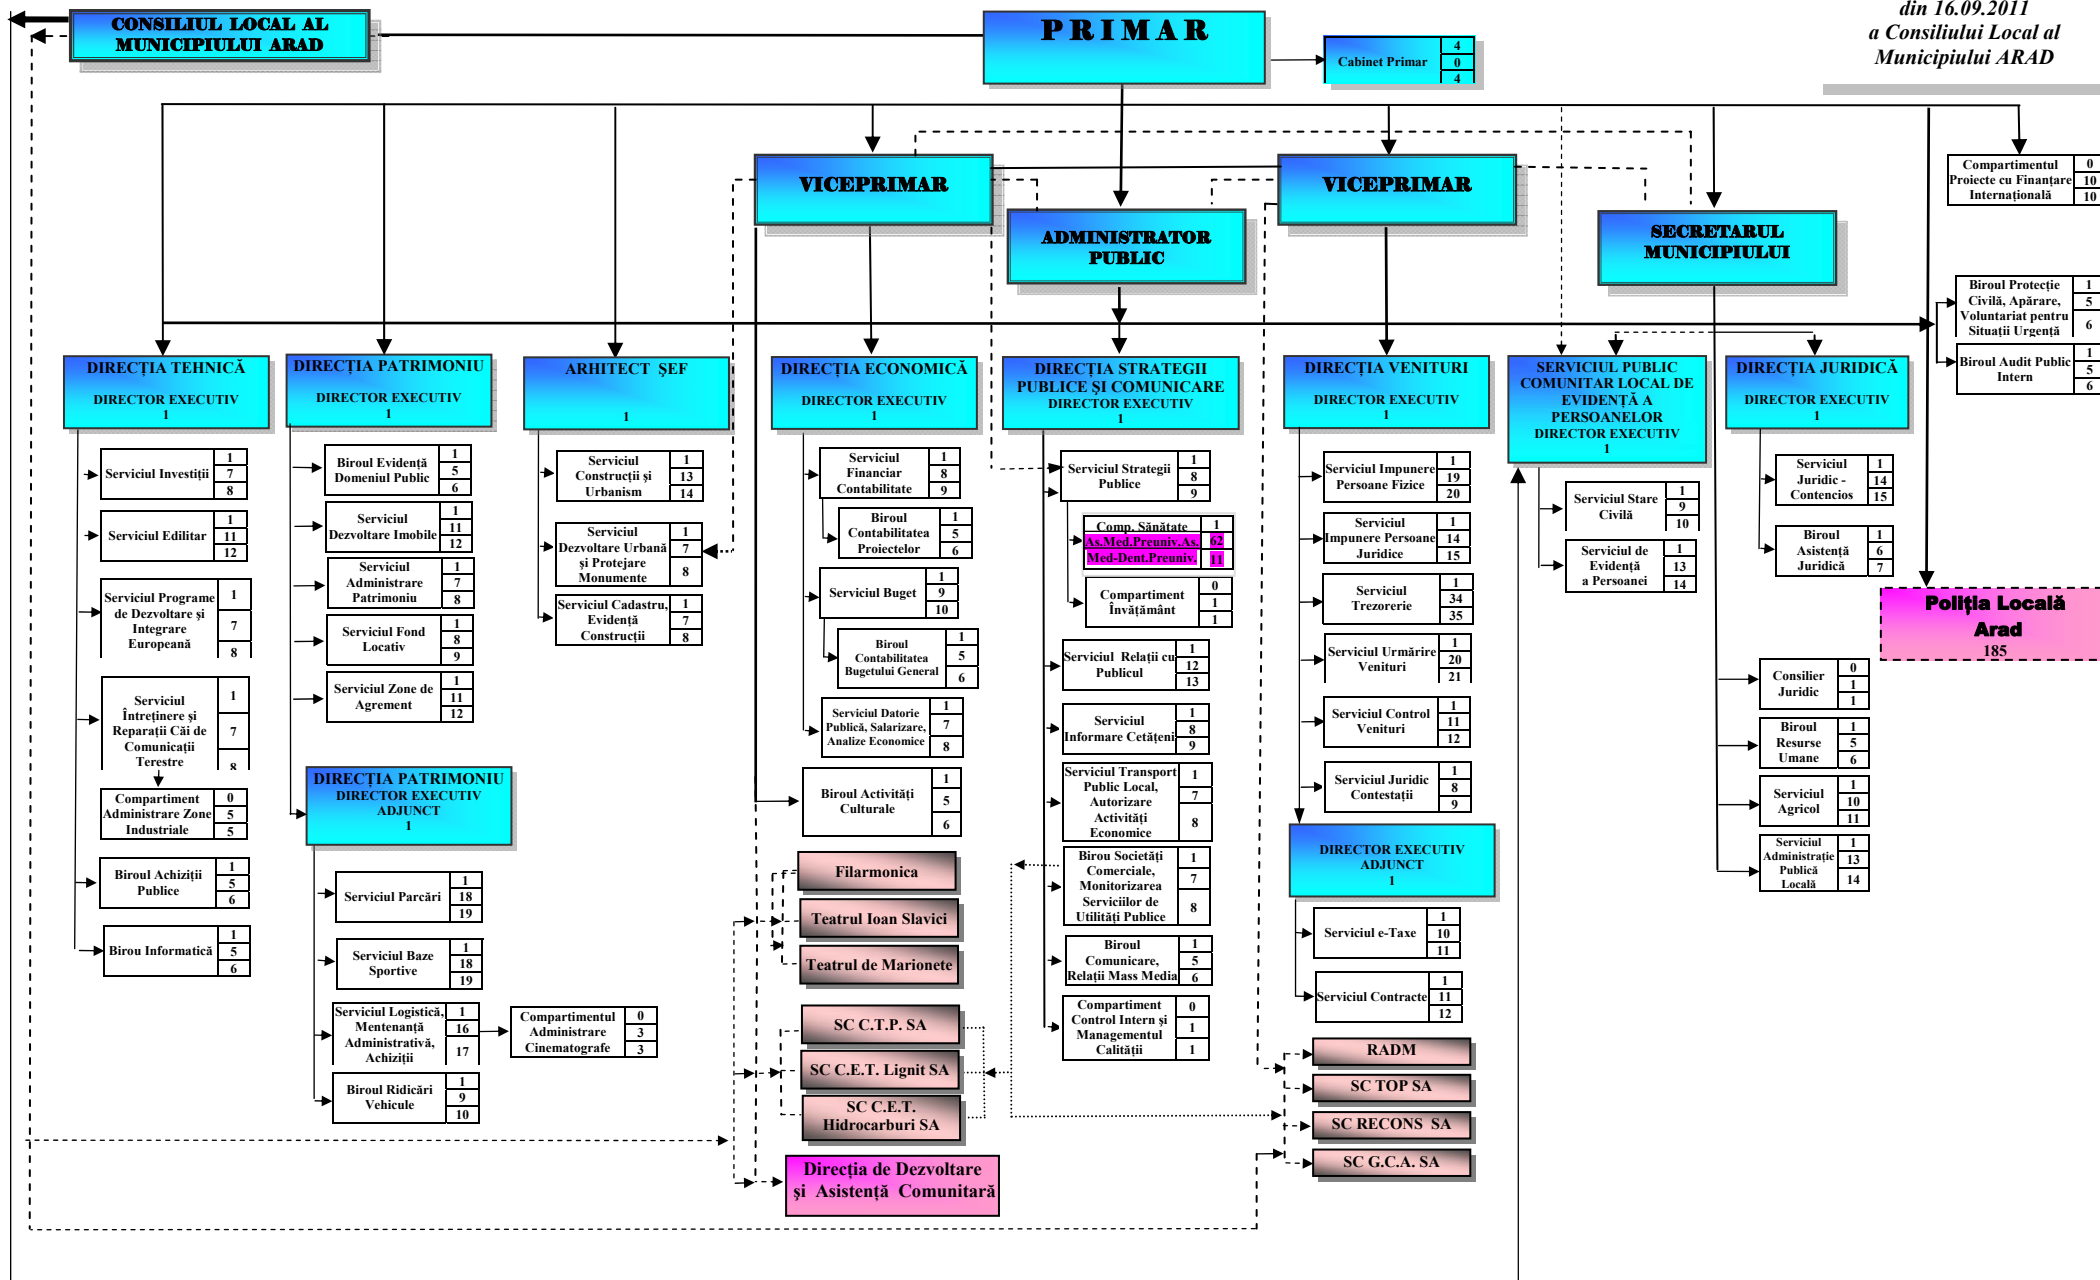 din 16.09.2011
a Consiliului Local al
Municipiului ARAD
CONSILIUL LOCAL AL
MUNICIPIULUI ARAD
PRIMAR
Cabinet Primar
4
0
4
VICEPRIMAR
VICEPRIMAR
ADMINISTRATOR
PUBLIC
SECRETARUL
MUNICIPIULUI
Compartimentul
Proiecte cu Finanțare
Internațională
0
10
10
Biroul Protecție
Civilă, Apărare,
Voluntariat pentru
Situații Urgență
1
5
6
Biroul Audit Public
Intern
1
5
6
DIRECȚIA TEHNICĂ
DIRECTOR EXECUTIV
1
Serviciul Investiții
1
7
8
Serviciul Edilitar
1
11
12
Serviciul Programe
de Dezvoltare și
Integrare
Europeană
1
7
8
Serviciul
Întreținere și
Reparații Căi de
Comunicații
Terestre
1
7
8
Compartiment
Administrare Zone
Industriale
0
5
5
Biroul Achiziții
Publice
1
5
6
Birou Informatică
1
5
6
DIRECȚIA PATRIMONIU
DIRECTOR EXECUTIV
1
Biroul Evidență
Domeniul Public
1
5
6
Serviciul
Dezvoltare Imobile
1
11
12
Serviciul
Administrare
Patrimoniu
1
7
8
Serviciul Fond
Locativ
1
8
9
Serviciul Zone de
Agrement
1
11
12
DIRECȚIA PATRIMONIU
DIRECTOR EXECUTIV
ADJUNCT
1
Serviciul Parcări
1
18
19
Serviciul Baze
Sportive
1
18
19
Serviciul Logistică,
Mentenanță
Administrativă,
Achiziții
1
16
17
Compartimentul
Administrare
Cinematografe
0
3
3
Biroul Ridicări
Vehicule
1
9
10
ARHITECT ȘEF
1
Serviciul
Construcții și
Urbanism
1
13
14
Serviciul
Dezvoltare Urbană
și Protejare
Monumente
1
7
8
Serviciul Cadastru,
Evidență
Construcții
1
7
8
DIRECȚIA ECONOMICĂ
DIRECTOR EXECUTIV
1
Serviciul
Financiar
Contabilitate
1
8
9
Biroul
Contabilitatea
Proiectelor
1
5
6
Serviciul Buget
1
9
10
Biroul
Contabilitatea
Bugetului General
1
5
6
Serviciul Datorie
Publică, Salarizare,
Analize Economice
1
7
8
Biroul Activități
Culturale
1
5
6
Filarmonica
Teatrul Ioan Slavici
Teatrul de Marionete
SC C.T.P. SA
SC C.E.T. Lignit SA
SC C.E.T.
Hidrocarburi SA
Direcția de Dezvoltare
și Asistență Comunitară
DIRECȚIA STRATEGII
PUBLICE ȘI COMUNICARE
DIRECTOR EXECUTIV
1
Serviciul Strategii
Publice
1
8
9
Comp. Sănătate
1
As.Med.Preuniv.As.
62
Med-Dent.Preuniv.
11
Compartiment
Învățământ
0
1
1
Serviciul Relații cu
Publicul
1
12
13
Serviciul
Informare Cetățeni
1
8
9
Serviciul Transport
Public Local,
Autorizare
Activități
Economice
1
7
8
Birou Societăți
Comerciale,
Monitorizarea
Serviciilor de
Utilități Publice
1
7
8
Biroul
Comunicare,
Relații Mass Media
1
5
6
Compartiment
Control Intern și
Managementul
Calității
0
1
1
DIRECȚIA VENITURI
DIRECTOR EXECUTIV
1
Serviciul Impunere
Persoane Fizice
1
19
20
Serviciul
Impunere Persoane
Juridice
1
14
15
Serviciul
Trezorerie
1
34
35
Serviciul Urmărire
Venituri
1
20
21
Serviciul Control
Venituri
1
11
12
Serviciul Juridic
Contestații
1
8
9
DIRECTOR EXECUTIV
ADJUNCT
1
Serviciul e-Taxe
1
10
11
Serviciul Contracte
1
11
12
RADM
SC TOP SA
SC RECONS SA
SC G.C.A. SA
SERVICIUL PUBLIC
COMUNITAR LOCAL DE
EVIDENȚĂ A
PERSOANELOR
DIRECTOR EXECUTIV
1
Serviciul Stare
Civilă
1
9
10
Serviciul de
Evidență
a Persoanei
1
13
14
DIRECȚIA JURIDICĂ
DIRECTOR EXECUTIV
1
Serviciul
Juridic -
Contencios
1
14
15
Biroul
Asistență
Juridică
1
6
7
Poliția Locală
Arad
185
Consilier
Juridic
0
1
1
Biroul
Resurse
Umane
1
5
6
Serviciul
Agricol
1
10
11
Serviciul
Administrație
Publică
Locală
1
13
14